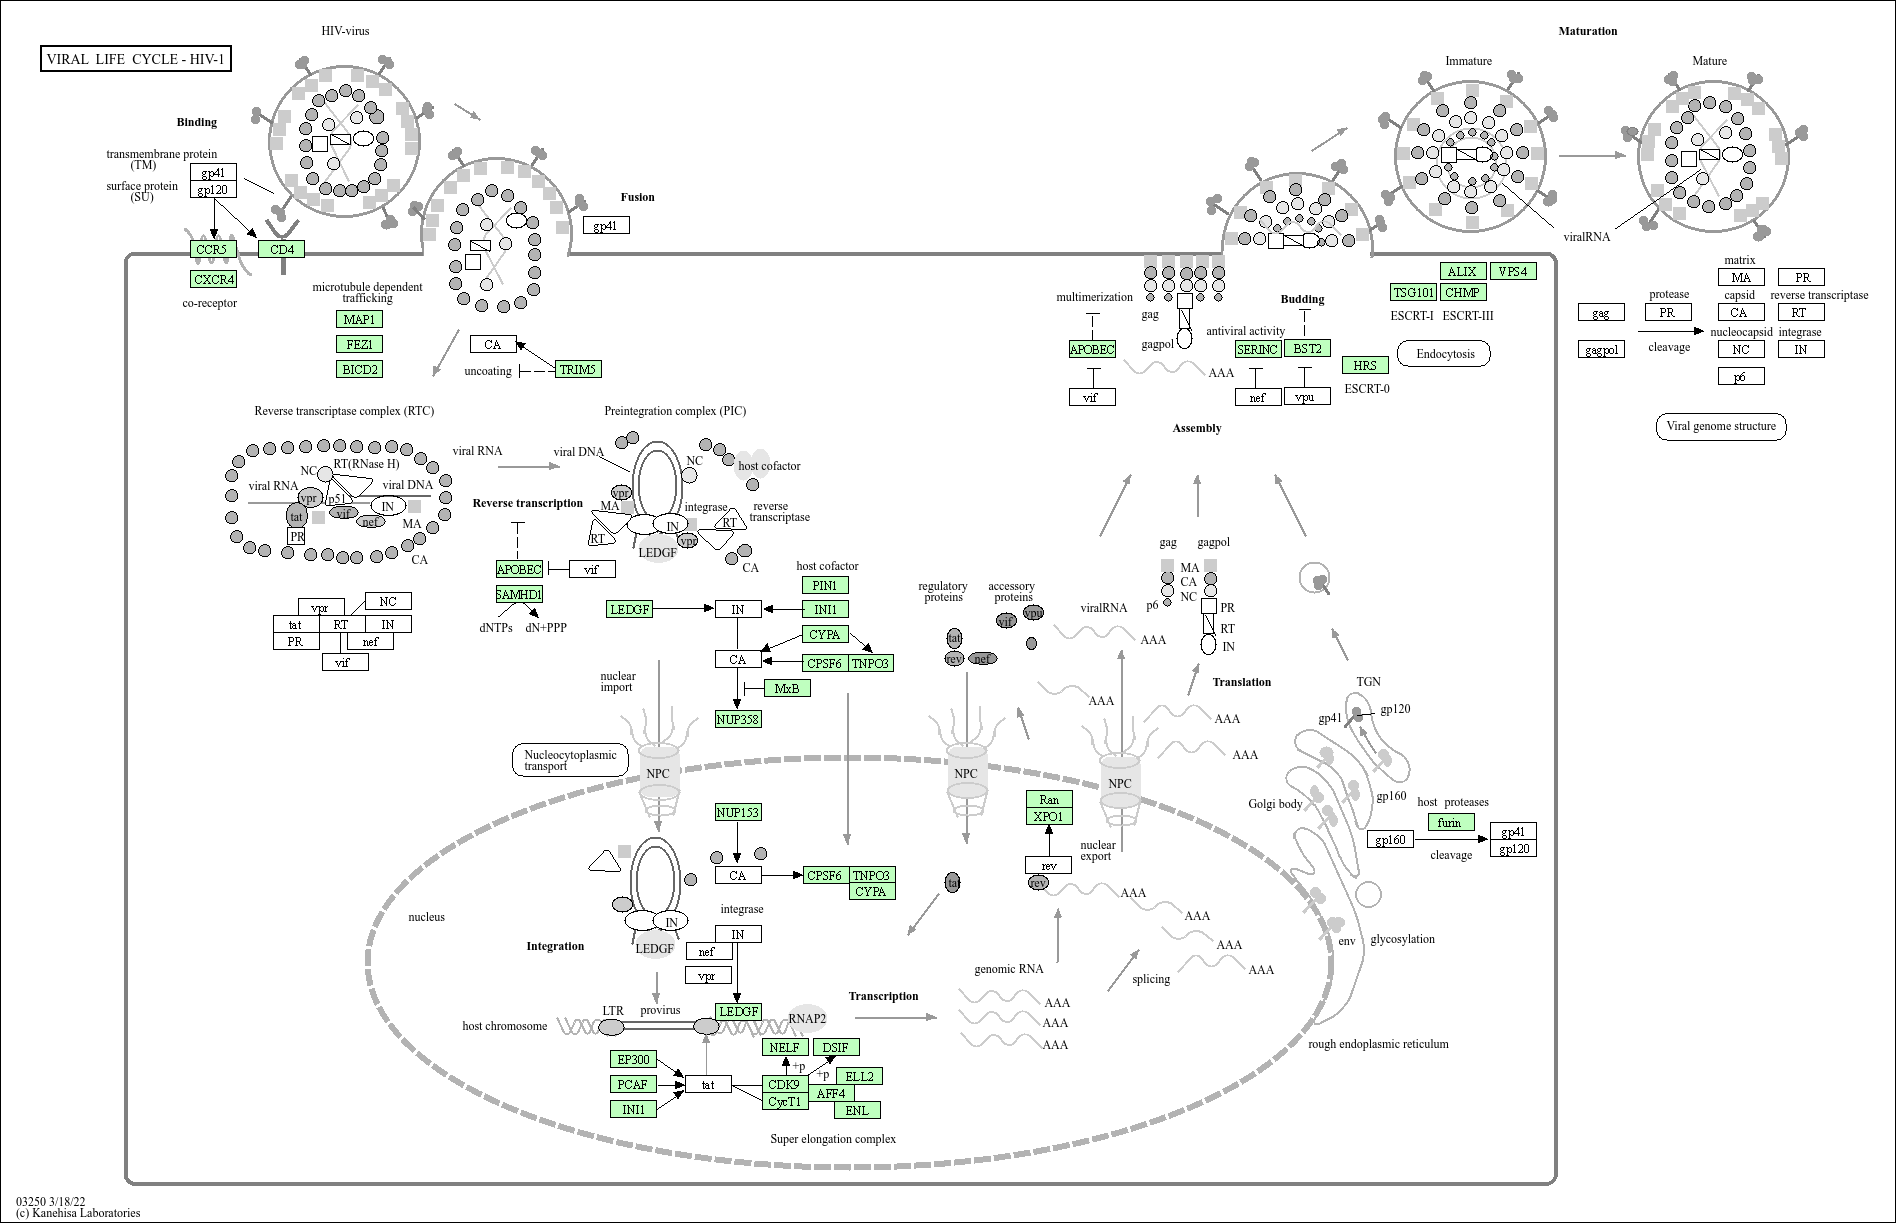 HIV-virus
VIRAL LIFE CYCLE - HIV-1
Binding
transmembrane protein
(TM)
gp41
surface protein
(SU)
gp120
CCR5
CD4
CXCR4
co-receptor
Fusion
gp41
microtubule dependent
trafficking
MAP1
FEZ1
BICD2
CA
uncoating
TRIM5
Maturation
Immature
Mature
viralRNA
multimerization
gag
gagpol
AAA
APOBEC
vif
Budding
antiviral activity
SERINC
BST2
nef
vpu
HRS
ESCRT-0
ALIX
VPS4
TSG101
CHMP
ESCRT-I
ESCRT-III
Endocytosis
Assembly
gag
gagpol
protease
PR
cleavage
matrix
MA
PR
capsid
reverse transcriptase
CA
RT
nucleocapsid
integrase
NC
IN
p6
Viral genome structure
Reverse transcriptase complex (RTC)
NC
RT(RNase H)
viral RNA
viral DNA
vpr
p51
IN
tat
vif
nef
MA
PR
CA
viral RNA
vpr
NC
tat
RT
IN
PR
nef
vif
Reverse transcription
APOBEC
vif
SAMHD1
dNTPs
dN+PPP
Preintegration complex (PIC)
viral DNA
NC
host cofactor
vpr
MA
integrase
reverse
transcriptase
IN
RT
RT
vpr
LEDGF
CA
host cofactor
PIN1
LEDGF
IN
INI1
CYPA
CA
CPSF6
TNPO3
MxB
NUP358
nuclear
import
Nucleocytoplasmic
transport
NPC
NPC
NPC
regulatory
proteins
accessory
proteins
tat
rev
nef
vif
vpu
viralRNA
AAA
AAA
AAA
AAA
gag
gagpol
MA
CA
NC
p6
PR
RT
IN
Translation
TGN
gp41
gp120
gp160
Golgi body
host proteases
furin
gp160
cleavage
gp41
gp120
env
glycosylation
rough endoplasmic reticulum
nucleus
NUP153
CA
CPSF6
TNPO3
CYPA
IN
LEDGF
Integration
integrase
IN
nef
vpr
LEDGF
LTR
provirus
host chromosome
RNAP2
Transcription
EP300
PCAF
INI1
tat
NELF
DSIF
+p
+p
CDK9
CycT1
ELL2
AFF4
ENL
Super elongation complex
tat
Ran
XPO1
nuclear
export
rev
rev
AAA
AAA
AAA
AAA
genomic RNA
splicing
AAA
AAA
AAA
03250 3/18/22
(c) Kanehisa Laboratories